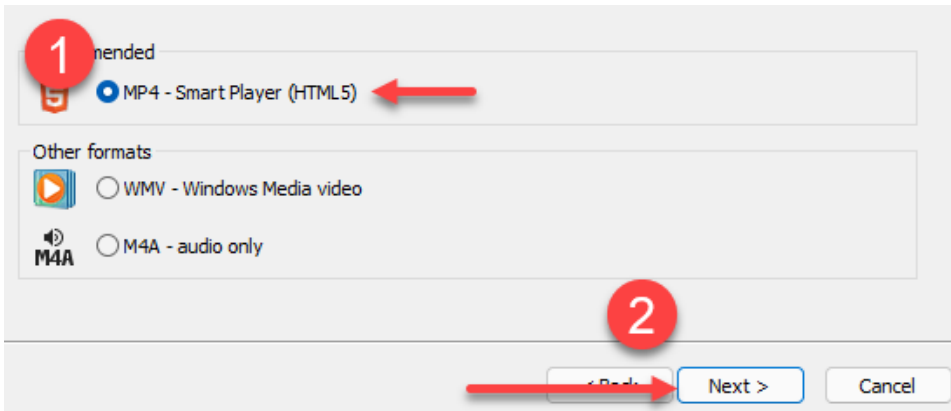 1
mended
5
MP4 - Smart Player (HTML5)
Other formats
WMV - Windows Media video
M4A
M4A - audio only
2
Next >
Cancel